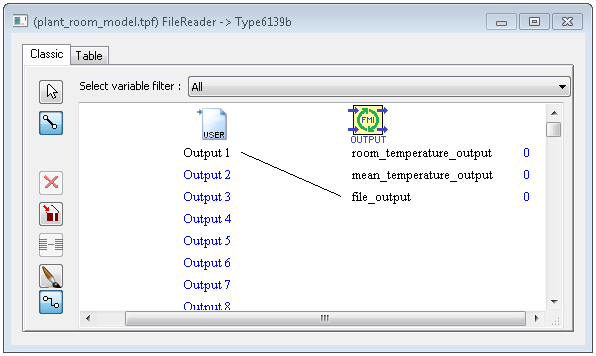 (plant_room_model.tpf) FileReader -> Type6139b
Classic Table
Select variable filter : All
USER FMI
OUTPUT
Output 1 room_temperature_output 0
Output 2 mean_temperature_output 0
Output 3 file_output 0
Output 4
Output 5
Output 6
Output 7
Output 8